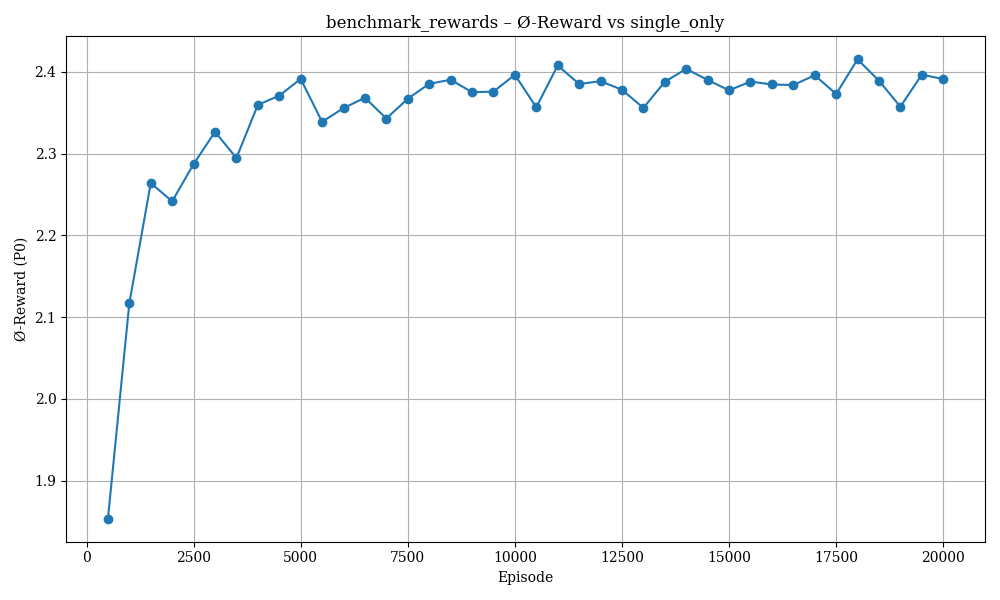 benchmark_rewards – Ø-Reward vs single_only
2.4
2.3
2.2
2.1
2.0
1.9
Ø-Reward (P0)
0 2500 5000 7500 10000 12500 15000 17500 20000
Episode